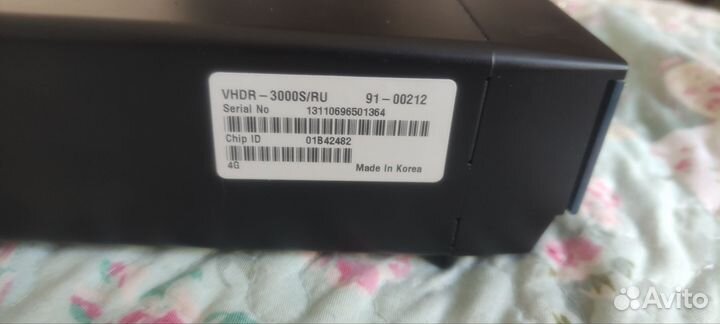 VHDR-3000S/RU 91-00212
Serial No 13110696501364
Chip ID 01B42482
4G Made In Korea
Avito